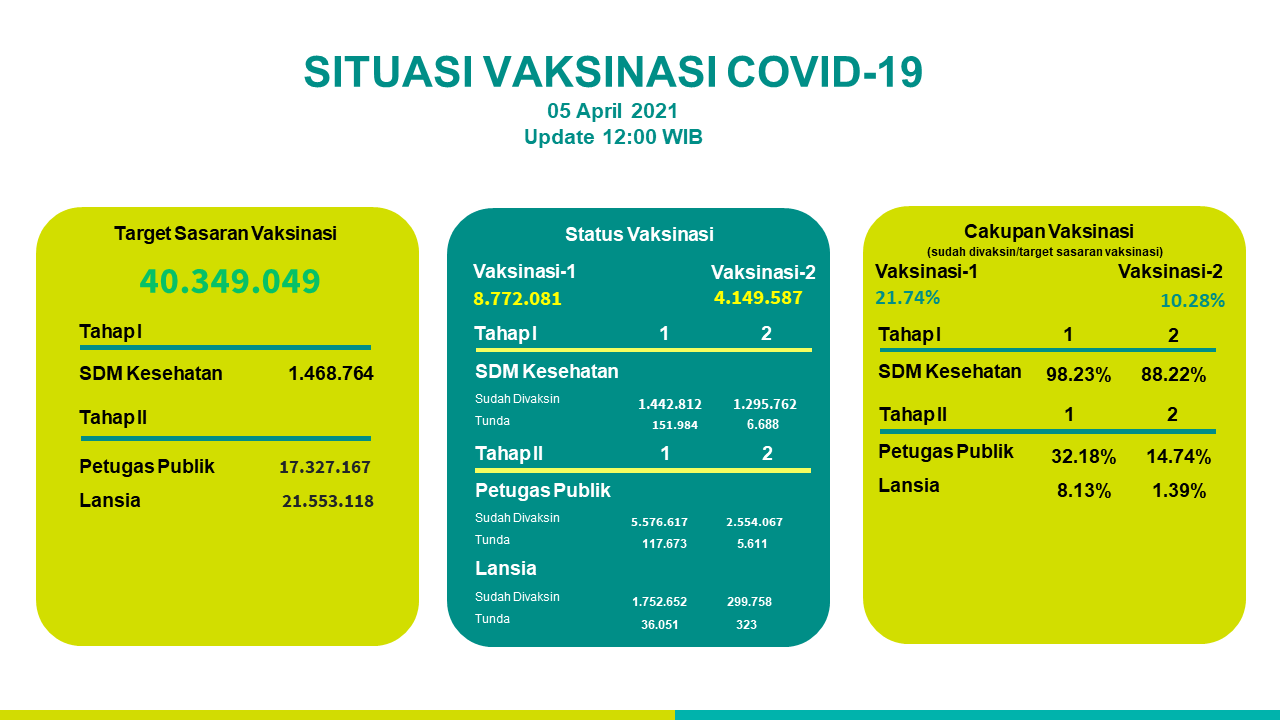 SITUASI VAKSINASI COVID-19
05 April 2021
Update 12:00 WIB
Target Sasaran Vaksinasi
40.349.049
Tahap I
SDM Kesehatan 1.468.764
Tahap II
Petugas Publik 17.327.167
Lansia 21.553.118
Status Vaksinasi
Vaksinasi-1 Vaksinasi-2
8.772.081 4.149.587
Tahap I 1 2
SDM Kesehatan
Sudah Divaksin 1.442.812 1.295.762
Tunda 151.984 6.688
Tahap II 1 2
Petugas Publik
Sudah Divaksin 5.576.617 2.554.067
Tunda 117.673 5.611
Lansia
Sudah Divaksin 1.752.652 299.758
Tunda 36.051 323
Cakupan Vaksinasi
(sudah divaksin/target sasaran vaksinasi)
Vaksinasi-1 Vaksinasi-2
21.74% 10.28%
Tahap I 1 2
SDM Kesehatan 98.23% 88.22%
Tahap II 1 2
Petugas Publik 32.18% 14.74%
Lansia 8.13% 1.39%